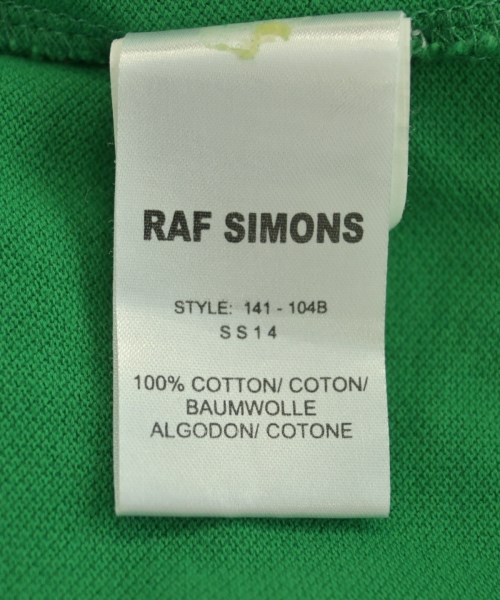 RAF SIMONS
STYLE: 141 - 104B
SS14
100% COTTON/ COTON/
BAUMWOLLE
ALGODON/ COTONE